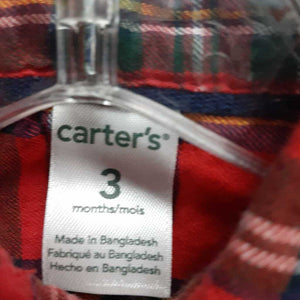 carter's®
3
months/mois
Made in Bangladesh
Fabriqué au Bangladesh
Hecho en Bangladesh